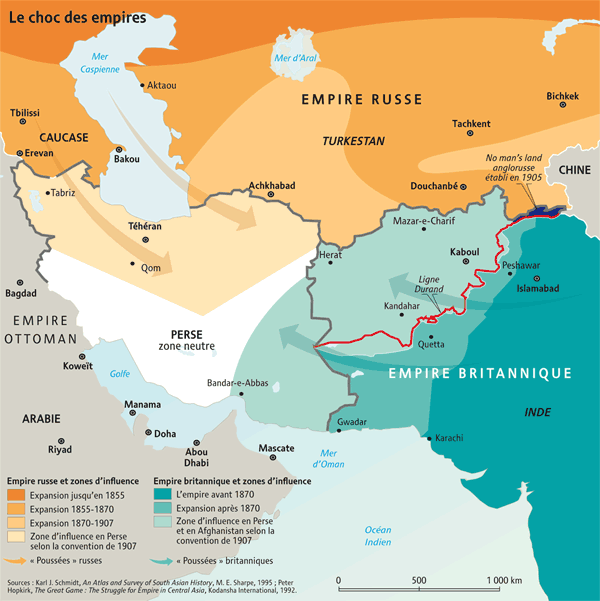 Le choc des empires
Mer
Caspienne
Mer d'Aral
Aktaou
EMPIRE RUSSE
Bichkek
Tbilissi
CAUCASE
TURKESTAN
Tachkent
Erevan
Bakou
No man's land
anglorusse
établi en 1905
CHINE
Tabriz
Achkhabad
Douchanbé
Téhéran
Mazar-e-Charif
Qom
Herat
Kaboul
Peshawar
Bagdad
Ligne
Durand
Islamabad
EMPIRE
OTTOMAN
PERSE
zone neutre
Kandahar
Quetta
Koweït
Golfe
EMPIRE BRITANNIQUE
Bandar-e-Abbas
ARABIE
Manama
INDE
Doha
Gwadar
Riyad
Abou
Dhabi
Mascate
Mer
d'Oman
Karachi
Empire russe et zones d'influence
Expansion jusqu'en 1855
Expansion 1855-1870
Expansion 1870-1907
Zone d'influence en Perse
selon la convention de 1907
« Poussées » russes
Empire britannique et zones d'influence
L'empire avant 1870
Expansion après 1870
Zone d'influence en Perse
et en Afghanistan selon la
convention de 1907
« Poussées » britanniques
Océan
Indien
Sources : Karl J. Schmidt, An Atlas and Survey of South Asian History, M. E. Sharpe, 1995 ; Peter
Hopkirk, The Great Game : The Struggle for Empire in Central Asia, Kodansha International, 1992.
0 500 1 000 km